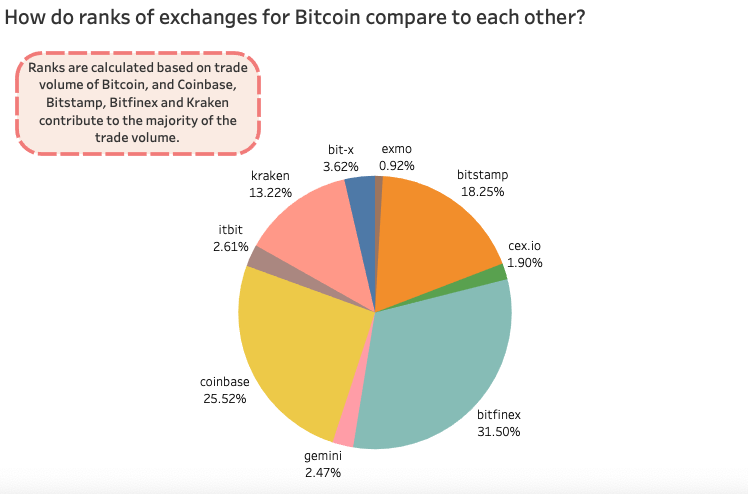 How do ranks of exchanges for Bitcoin compare to each other?
Ranks are calculated based on trade
volume of Bitcoin, and Coinbase,
Bitstamp, Bitfinex and Kraken
contribute to the majority of the
trade volume.
bit-x
3.62%
exmo
0.92%
kraken
13.22%
bitstamp
18.25%
itbit
2.61%
cex.io
1.90%
coinbase
25.52%
bitfinex
31.50%
gemini
2.47%